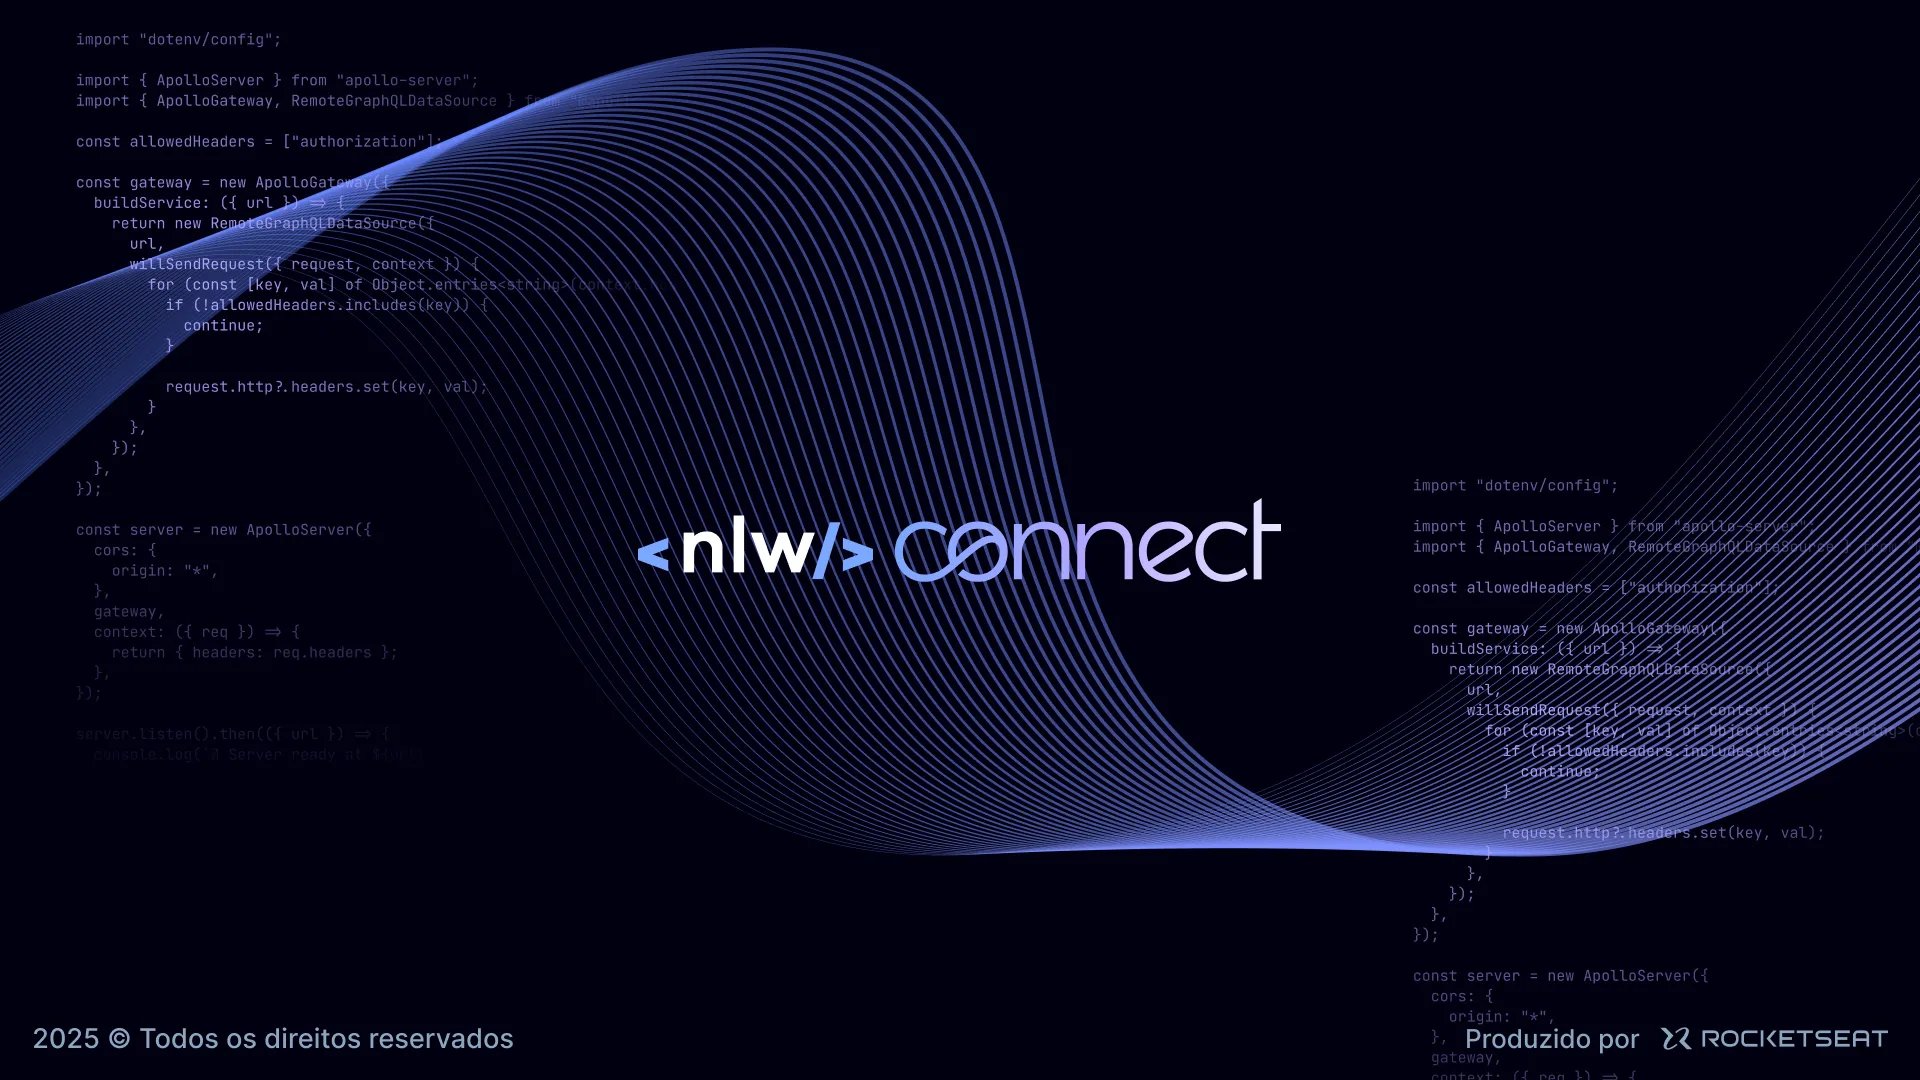 import "dotenv/config";
import { ApolloServer } from "apollo-server";
import { ApolloGateway, RemoteGraphQLDataSource } from
const allowedHeaders = ["authorization"];
const gateway = new ApolloGateway({
buildService: ({ url }) => {
return new RemoteGraphQLDataSource({
url,
willSendRequest({ request, context }) {
for (const [key, val] of Object.entries<string>(context.
if (!allowedHeaders.includes(key)) {
continue;
}
request.http?.headers.set(key, val);
}
},
});
},
});
const server = new ApolloServer({
cors: {
origin: "*",
},
gateway,
context: ({ req }) => {
return { headers: req.headers };
},
});
server.listen().then(({ url }) => {
console.log(` Server ready at ${
<nlw/> connect
import "dotenv/config";
import { ApolloServer } from "apollo-server";
import { ApolloGateway, RemoteGraphQLDataSource } from
const allowedHeaders = ["authorization"];
const gateway = new ApolloGateway({
buildService: ({ url }) => {
return new RemoteGraphQLDataSource({
url,
willSendRequest({ request, context }) {
for (const [key, val] of Object.entries<string>(
if (!allowedHeaders.includes(key)) {
continue;
}
request.http?.headers.set(key, val);
}
},
});
},
});
const server = new ApolloServer({
cors: {
origin: "*",
},
gateway,
context: ({ req }) => {
2025 © Todos os direitos reservados
Produzido por ROCKETSEAT